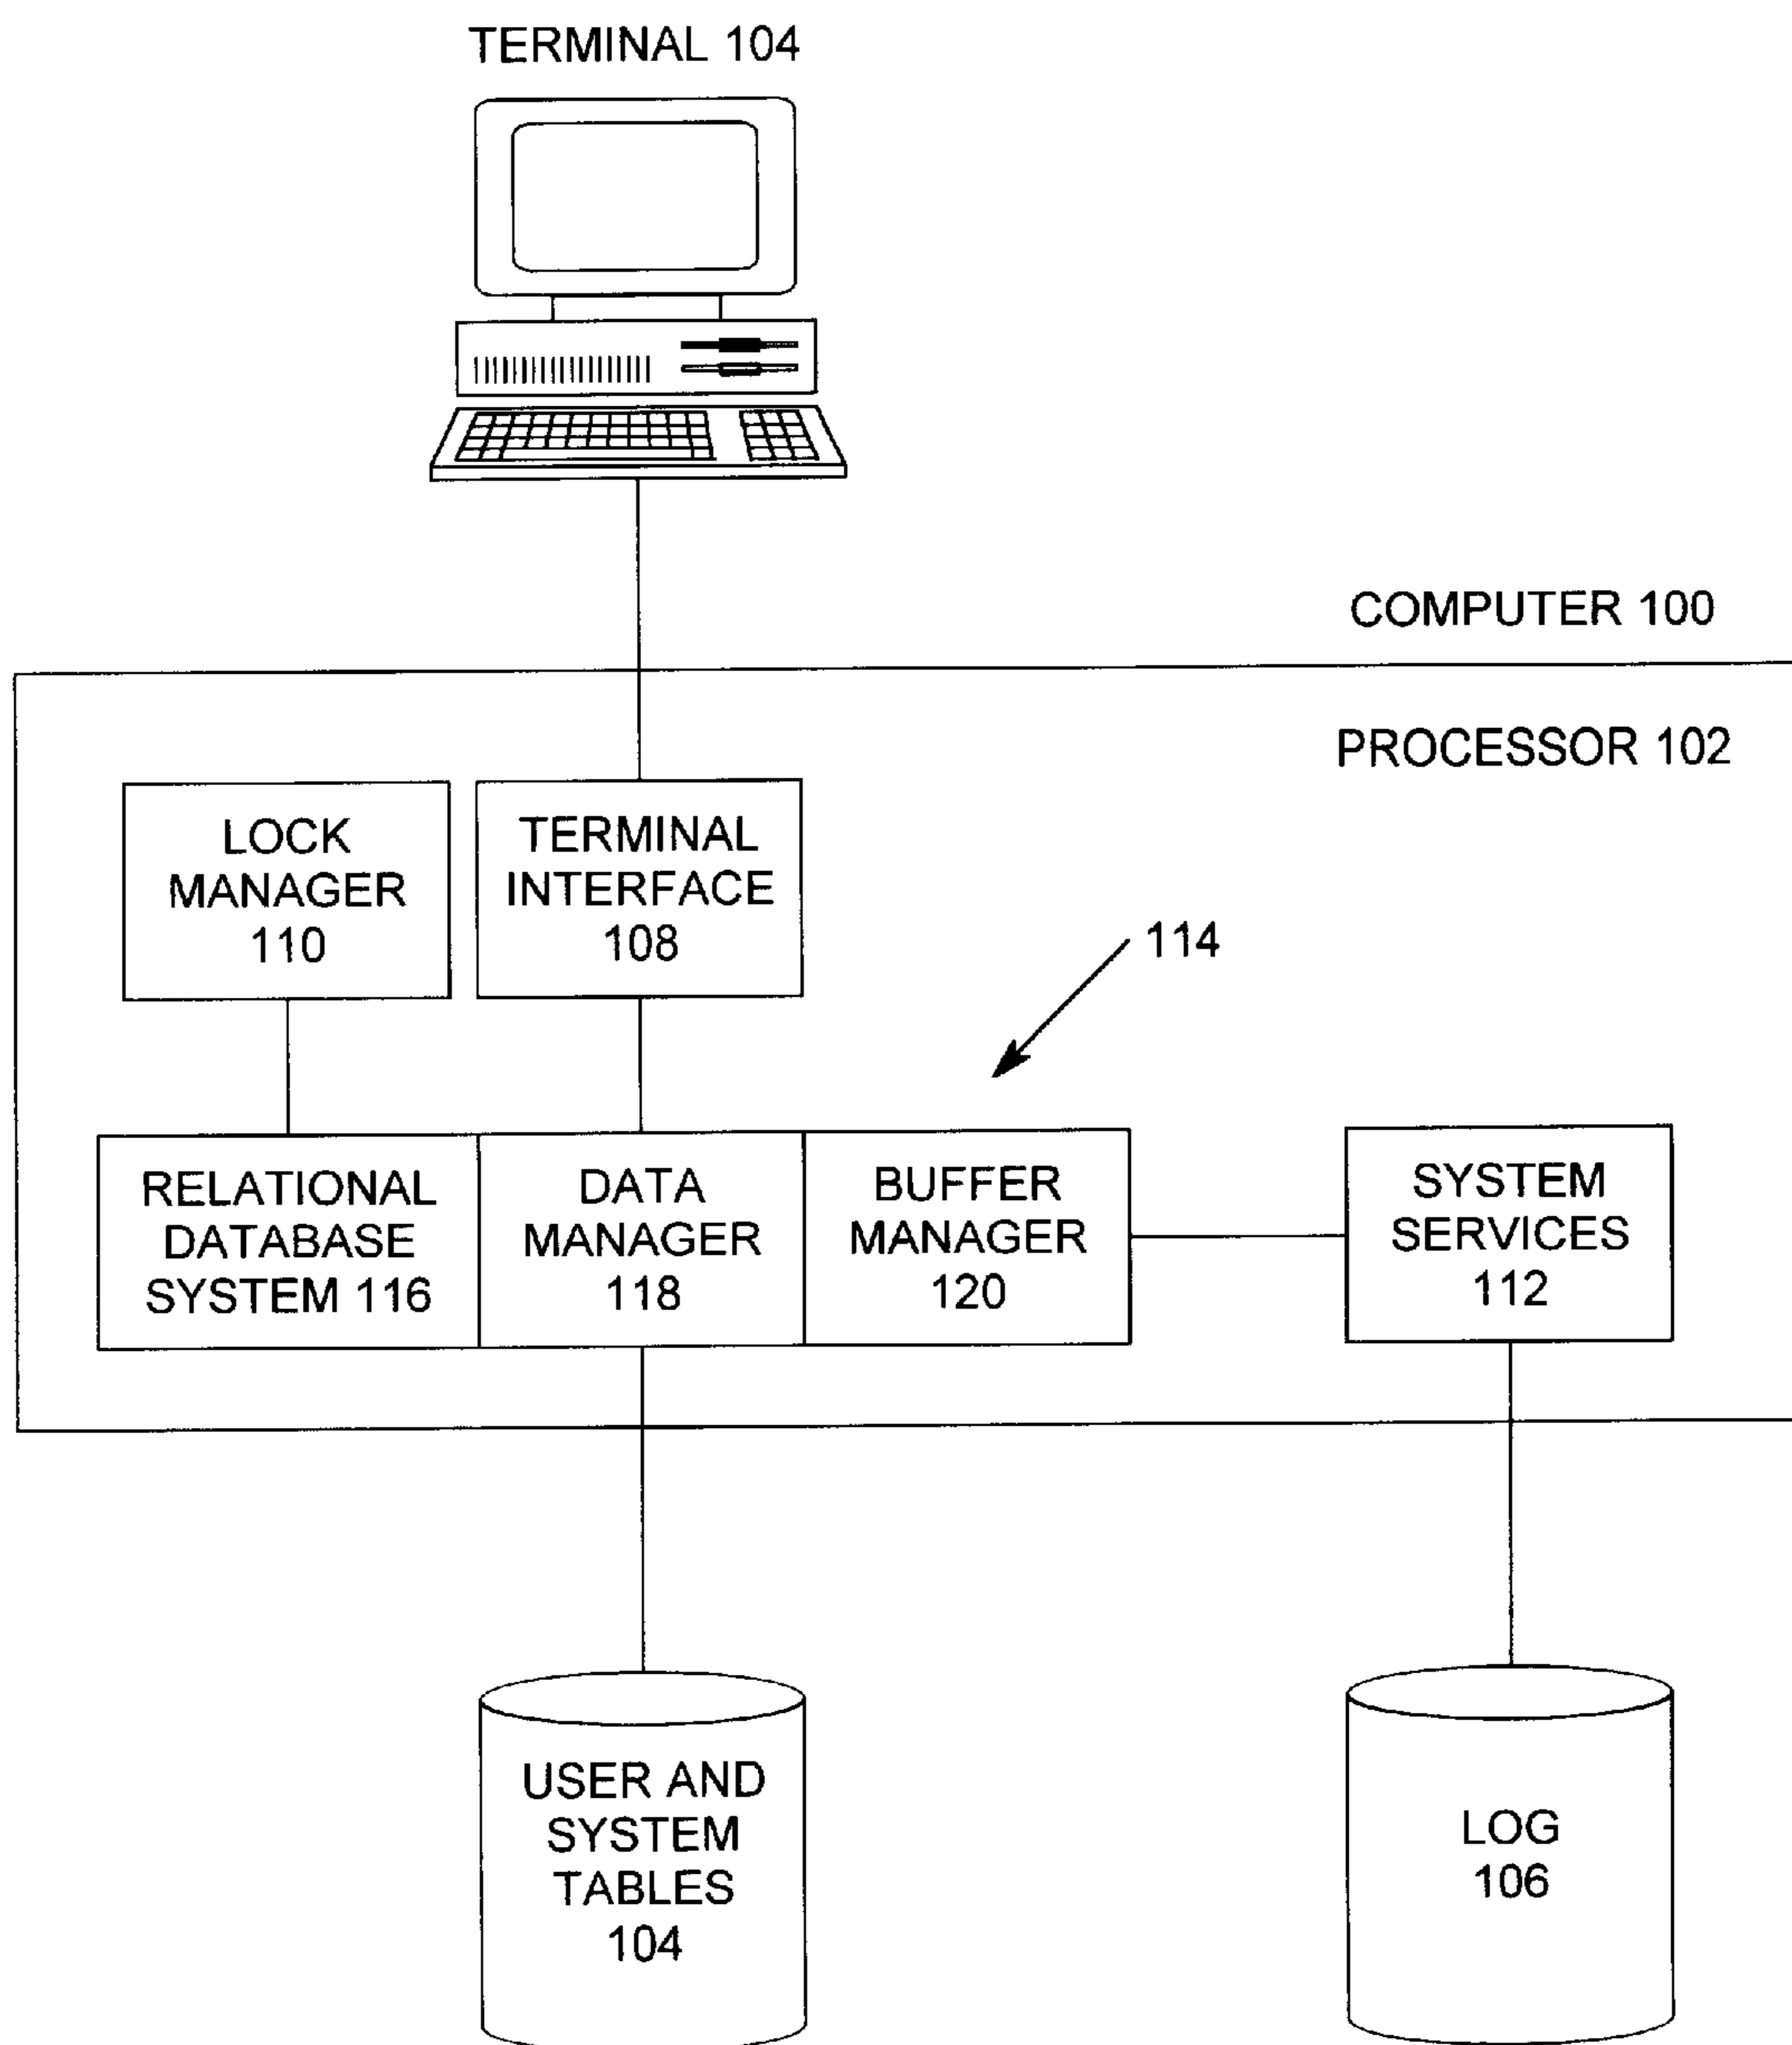 TERMINAL 104
COMPUTER 100
PROCESSOR 102
LOCK
MANAGER
110
TERMINAL
INTERFACE
108
114
RELATIONAL
DATABASE
SYSTEM 116
DATA
MANAGER
118
BUFFER
MANAGER
120
SYSTEM
SERVICES
112
USER AND
SYSTEM
TABLES
104
LOG
106